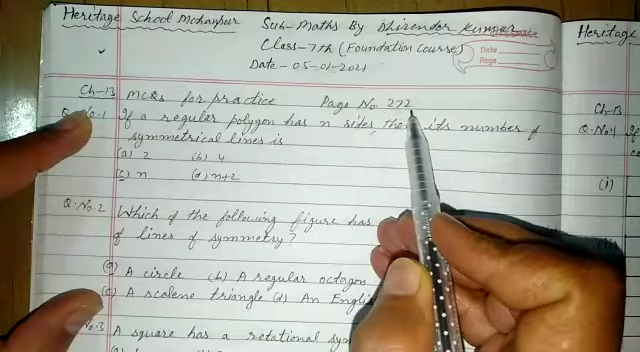 Heritage School Mohanpur Sub- Maths By Dhirender Kumar
Class-7th (Foundation Course)
Date-05-01-2021
Date
Page
Ch-13 MCQs for practice Page No. 272
Q.No.1 If a regular polygon has n sides, then its number of
symmetrical lines is
(a) 2 (b) 4
(c) n (d) n+2
Q.No.2 Which of the following figure has
of lines of symmetry?
(a) A circle (b) A regular octagon
(c) A scalene triangle (d) An Engli
No.3 A square has a rotational sym
Heritage
Ch-13
Q.No.1 If
(i)